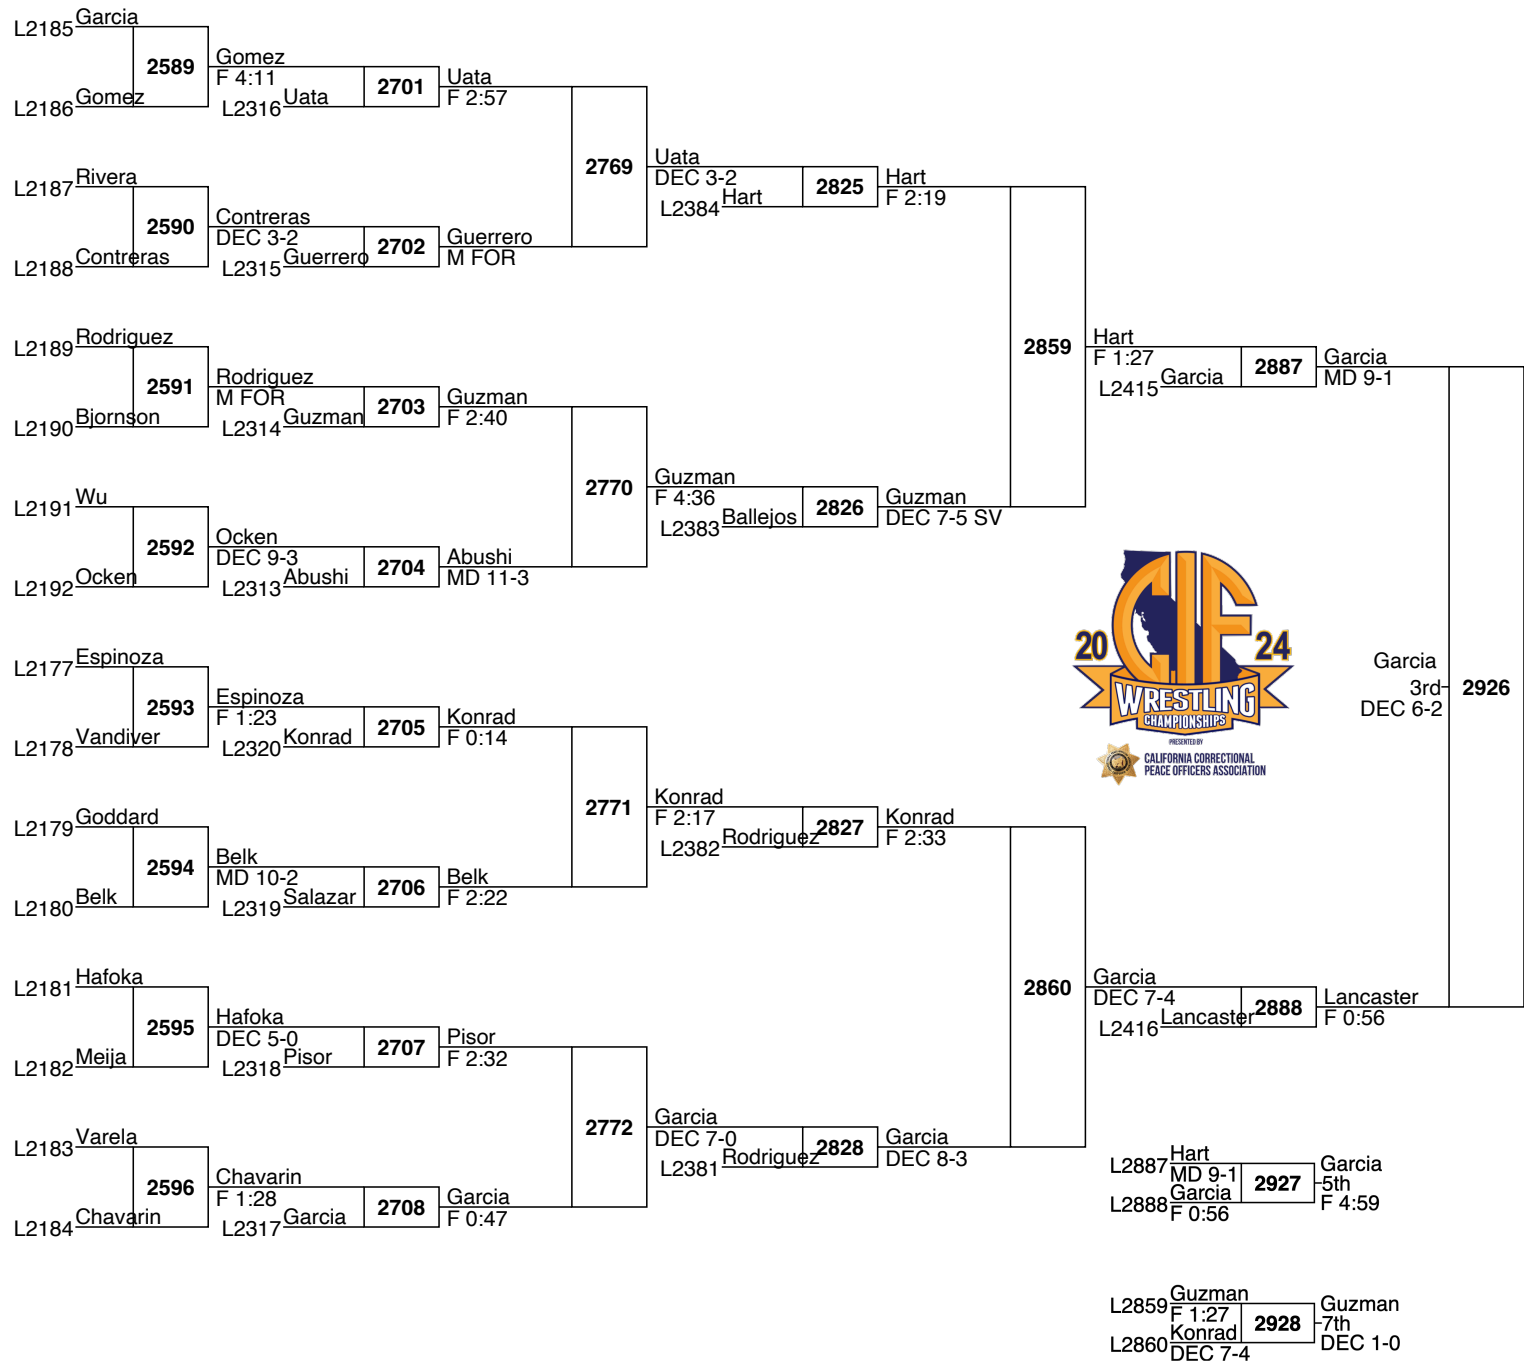 L2185 Garcia
2589
Gomez
F 4:11
L2186 Gomez
L2316 Uata
2701
Uata
F 2:57
2769
Uata
DEC 3-2
L2384 Hart
2825
Hart
F 2:19
L2187 Rivera
2590
Contreras
DEC 3-2
L2188 Contreras
L2315 Guerrero
2702
Guerrero
M FOR
2859
Hart
F 1:27
L2415 Garcia
2887
Garcia
MD 9-1
L2189 Rodriguez
2591
Rodriguez
M FOR
L2190 Bjornson
L2314 Guzman
2703
Guzman
F 2:40
2770
Guzman
F 4:36
L2383 Ballejos
2826
Guzman
DEC 7-5 SV
L2191 Wu
2592
Ocken
DEC 9-3
L2192 Ocken
L2313 Abushi
2704
Abushi
MD 11-3
20 CIF 24
WRESTLING
CHAMPIONSHIPS
PRESENTED BY
CALIFORNIA CORRECTIONAL
PEACE OFFICERS ASSOCIATION
Garcia
3rd
DEC 6-2
2926
L2177 Espinoza
2593
Espinoza
F 1:23
L2178 Vandiver
L2320 Konrad
2705
Konrad
F 0:14
2771
Konrad
F 2:17
L2382 Rodriguez
2827
Konrad
F 2:33
L2179 Goddard
2594
Belk
MD 10-2
L2180 Belk
L2319 Salazar
2706
Belk
F 2:22
2860
Garcia
DEC 7-4
L2416 Lancaster
2888
Lancaster
F 0:56
L2181 Hafoka
2595
Hafoka
DEC 5-0
L2182 Meija
L2318 Pisor
2707
Pisor
F 2:32
2772
Garcia
DEC 7-0
L2381 Rodriguez
2828
Garcia
DEC 8-3
L2183 Varela
2596
Chavarin
F 1:28
L2184 Chavarin
L2317 Garcia
2708
Garcia
F 0:47
L2887 Hart
MD 9-1
L2888 Garcia
F 0:56
2927
Garcia
5th
F 4:59
L2859 Guzman
F 1:27
L2860 Konrad
DEC 7-4
2928
Guzman
7th
DEC 1-0